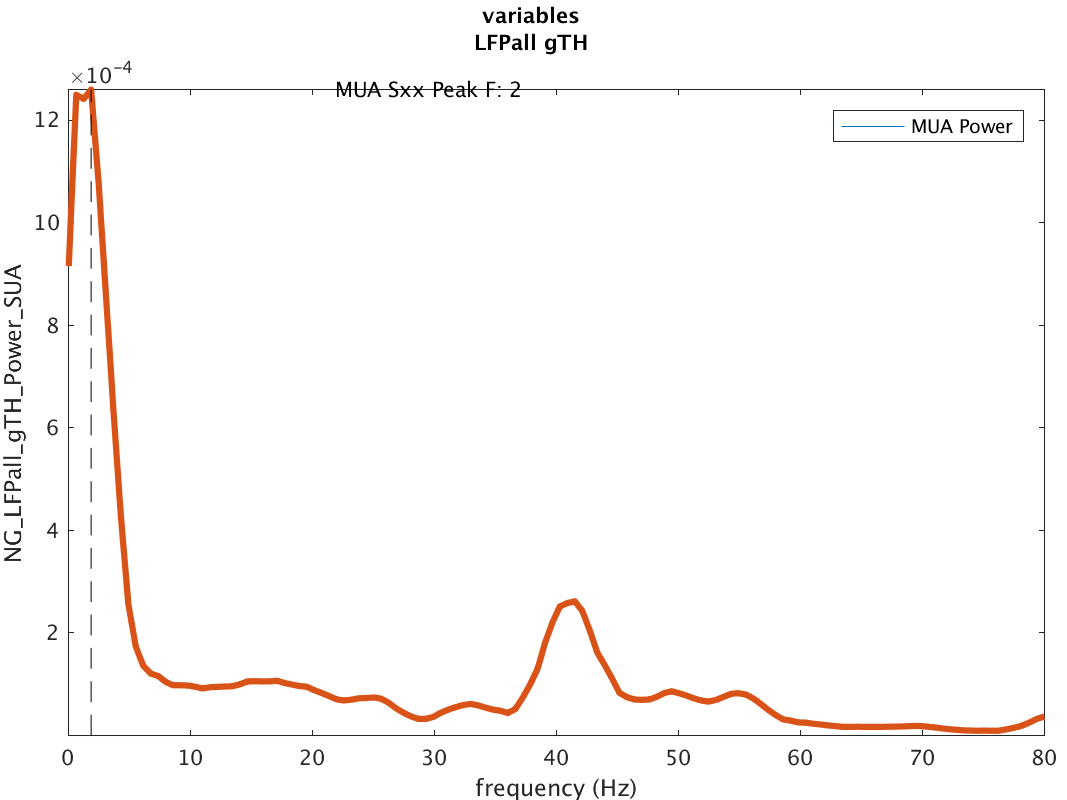 variables
LFPall gTH
×10⁻⁴
MUA Sxx Peak F: 2
MUA Power
12
10
8
6
4
2
NG_LFPall_gTH_Power_SUA
0 10 20 30 40 50 60 70 80
frequency (Hz)